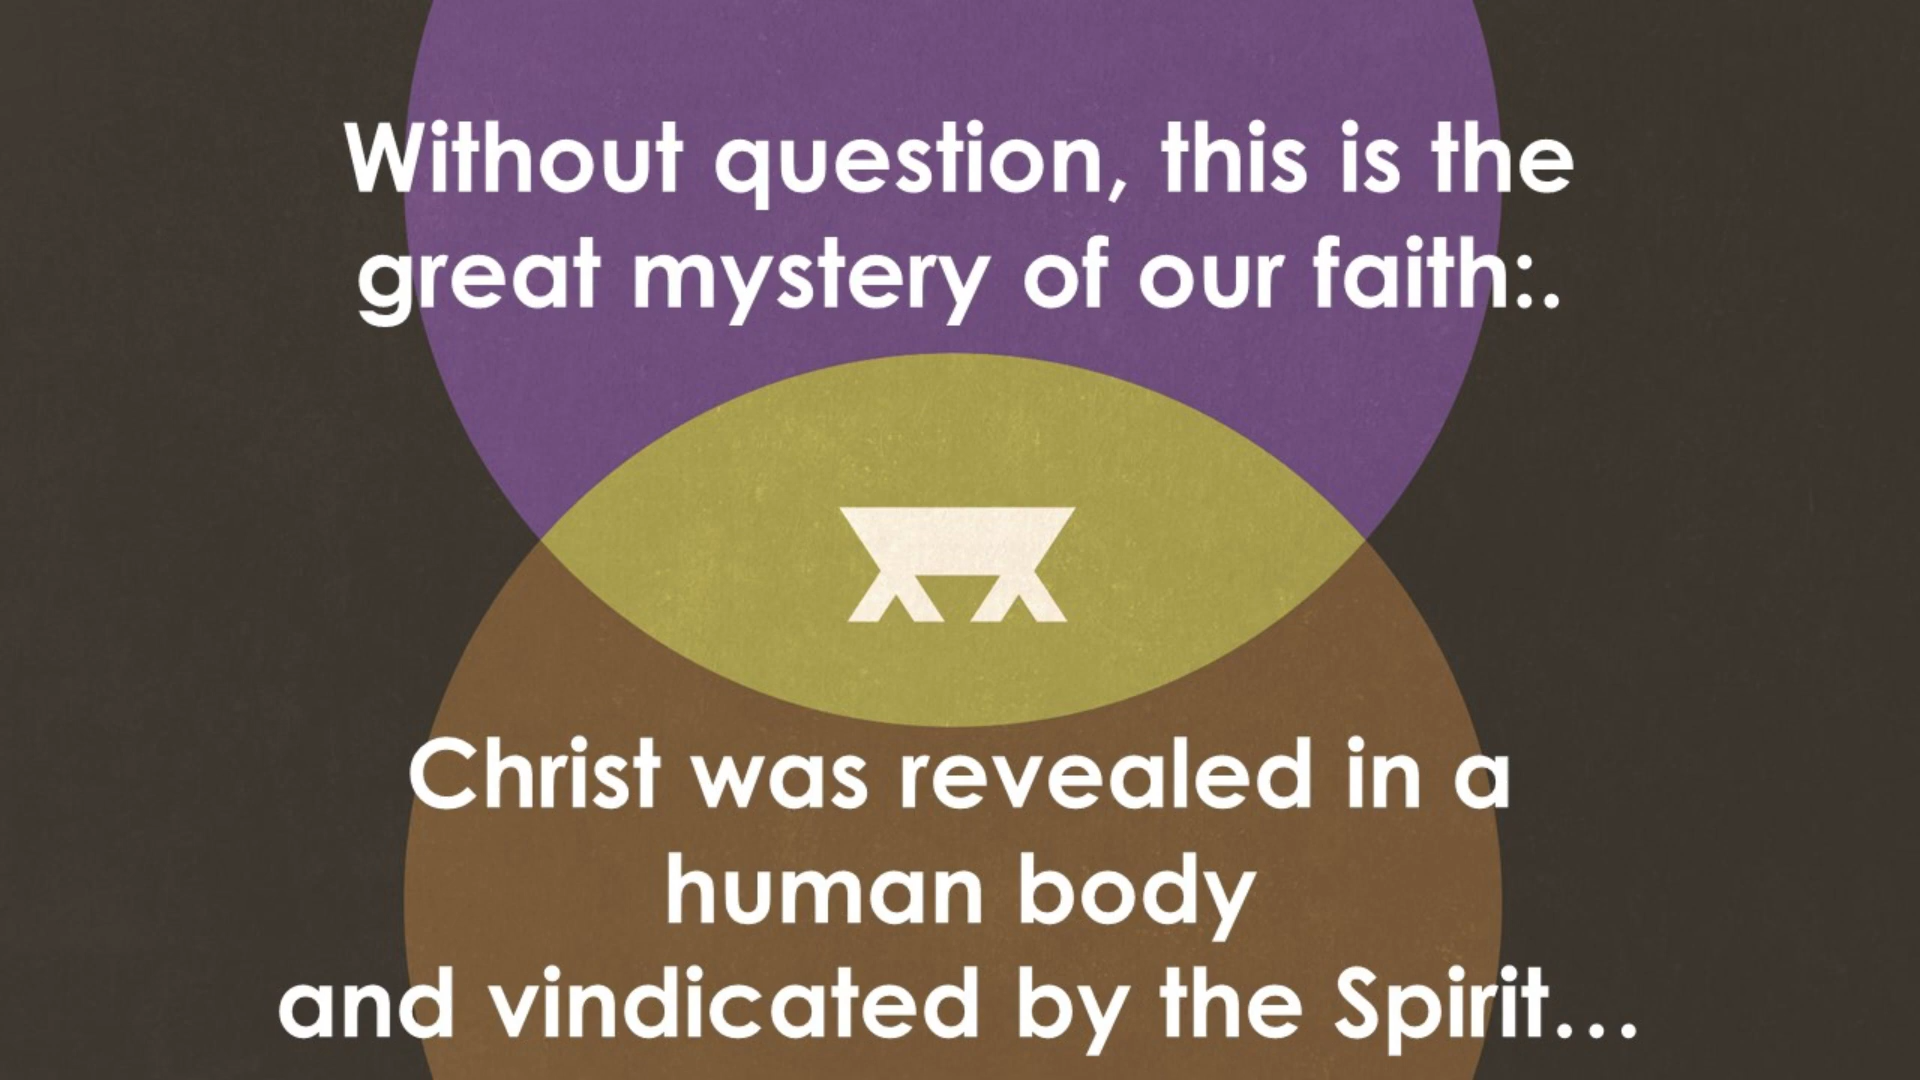 Without question, this is the
great mystery of our faith:.
Christ was revealed in a
human body
and vindicated by the Spirit…